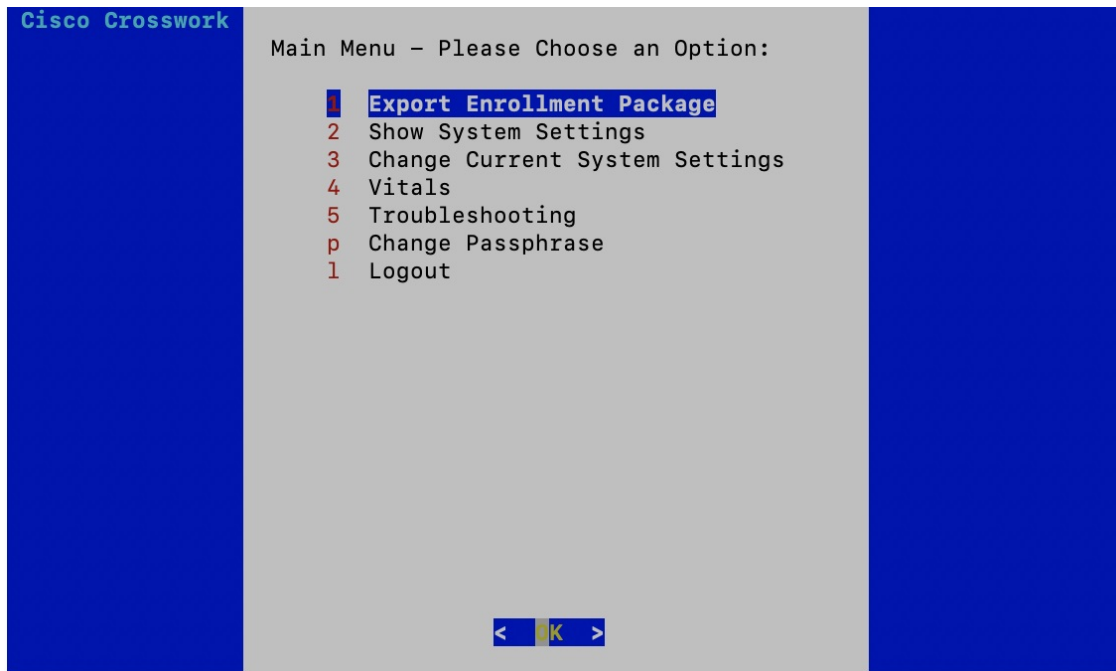 Cisco Crosswork
Main Menu – Please Choose an Option:
1 Export Enrollment Package
2 Show System Settings
3 Change Current System Settings
4 Vitals
5 Troubleshooting
p Change Passphrase
l Logout
< OK >